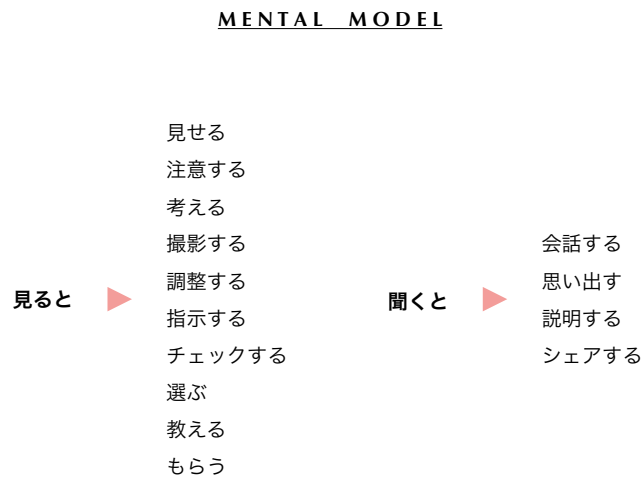 MENTAL MODEL
見ると
見せる
注意する
考える
撮影する
調整する
指示する
チェックする
選ぶ
教える
もらう
聞くと
会話する
思い出す
説明する
シェアする